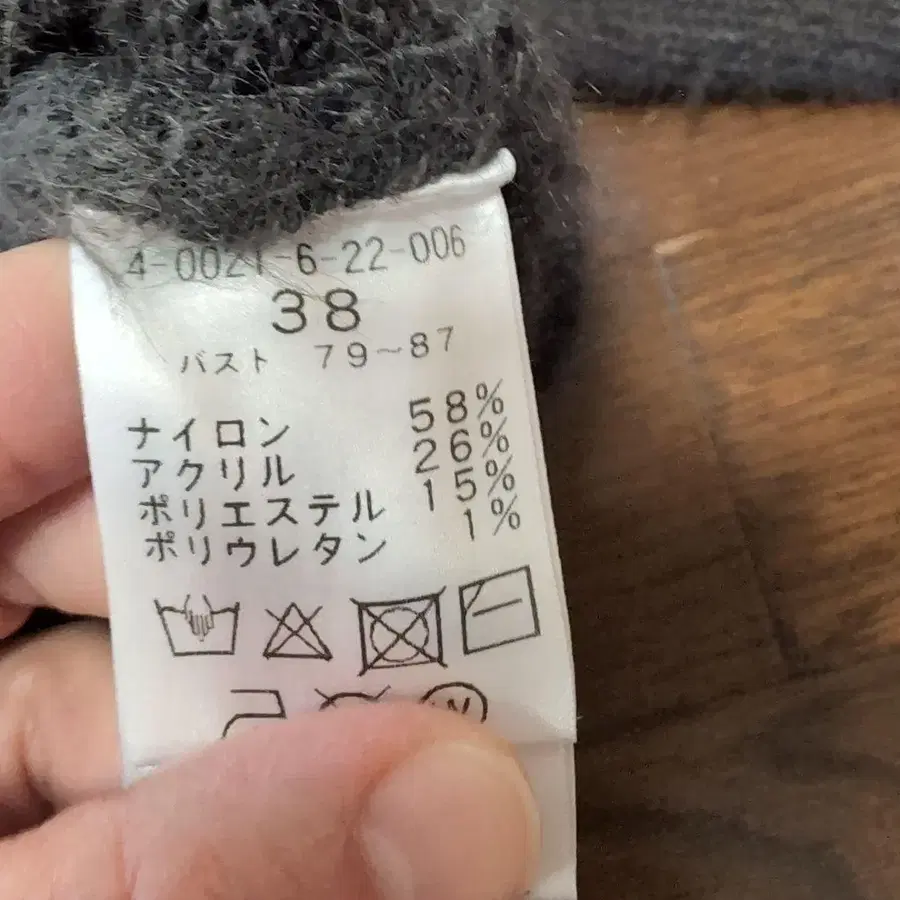 4-0021-6-22-006
38
バスト 79~87
ナイロン 58%
アクリル 26%
ポリエステル 15%
ポリウレタン 1%